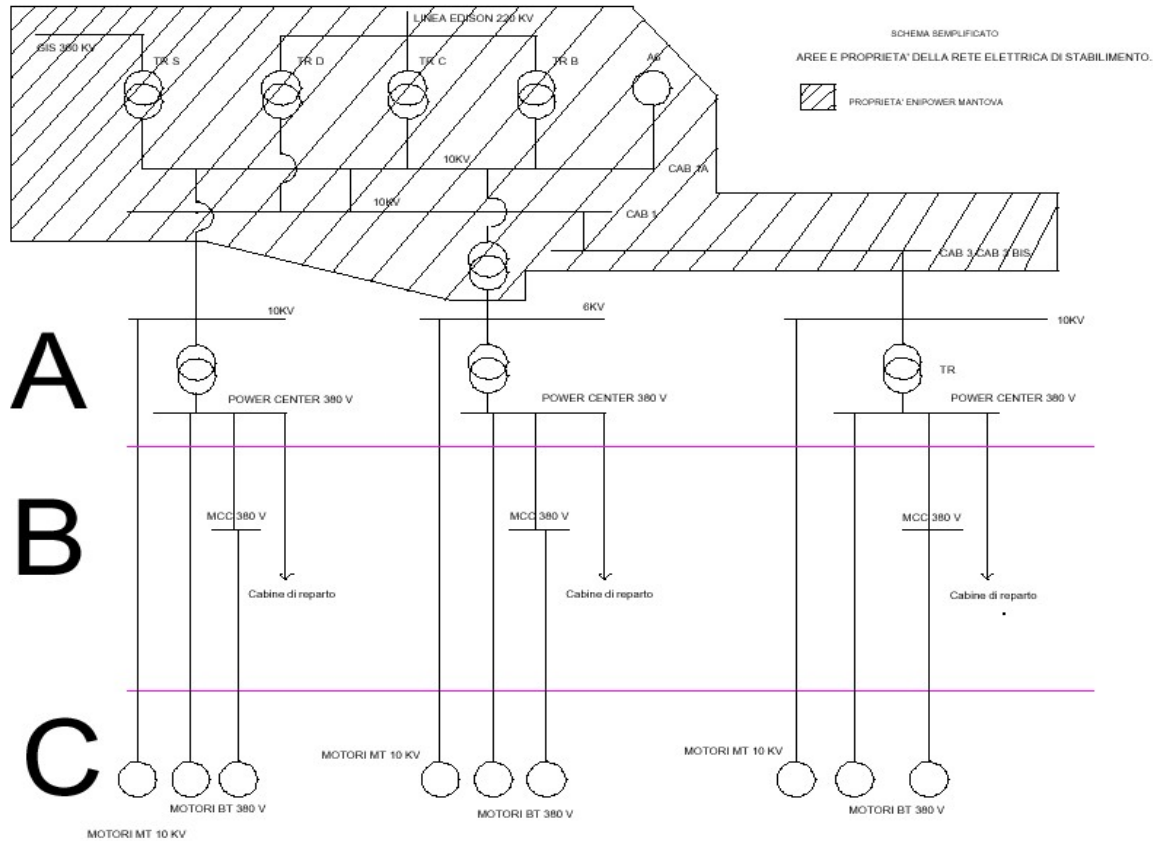 LINEA EDISON 220 KV
SCHEMA SEMPLIFICATO
GIS 380 KV
TR S
TR D
TR C
TR B
A6
AREE E PROPRIETA' DELLA RETE ELETTRICA DI STABILIMENTO.
PROPRIETA' ENIPOWER MANTOVA
10KV
CAB 1A
10KV
CAB 1
CAB 3 CAB 3 BIS
10KV
6KV
10KV
A
TR
POWER CENTER 380 V
POWER CENTER 380 V
POWER CENTER 380 V
B
MCC 380 V
MCC 380 V
MCC 380 V
Cabine di reparto
Cabine di reparto
Cabine di reparto
C
MOTORI MT 10 KV
MOTORI MT 10 KV
MOTORI BT 380 V
MOTORI BT 380 V
MOTORI BT 380 V
MOTORI MT 10 KV